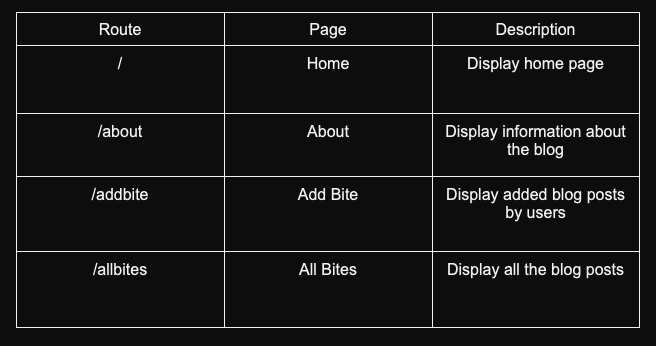 Route Page Description
/ Home Display home page
/about About Display information about
the blog
/addbite Add Bite Display added blog posts
by users
/allbites All Bites Display all the blog posts